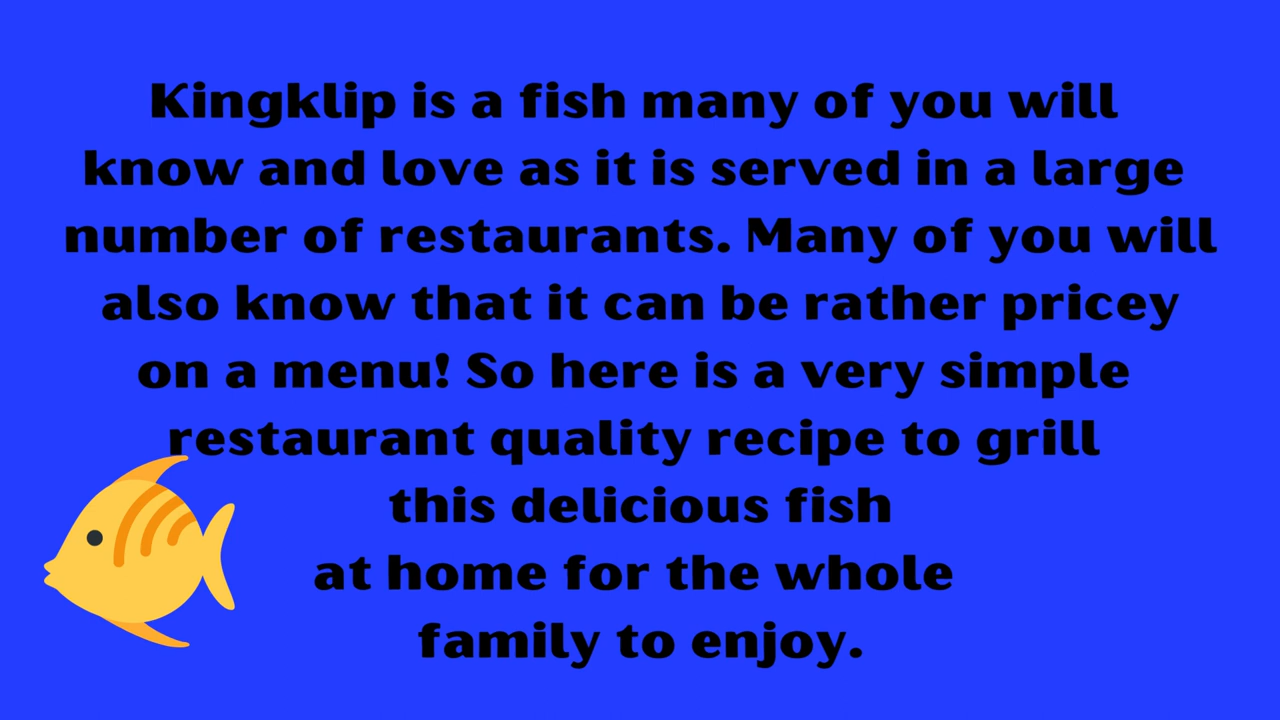 Kingklip is a fish many of you will
know and love as it is served in a large
number of restaurants. Many of you will
also know that it can be rather pricey
on a menu! So here is a very simple
restaurant quality recipe to grill
this delicious fish
at home for the whole
family to enjoy.